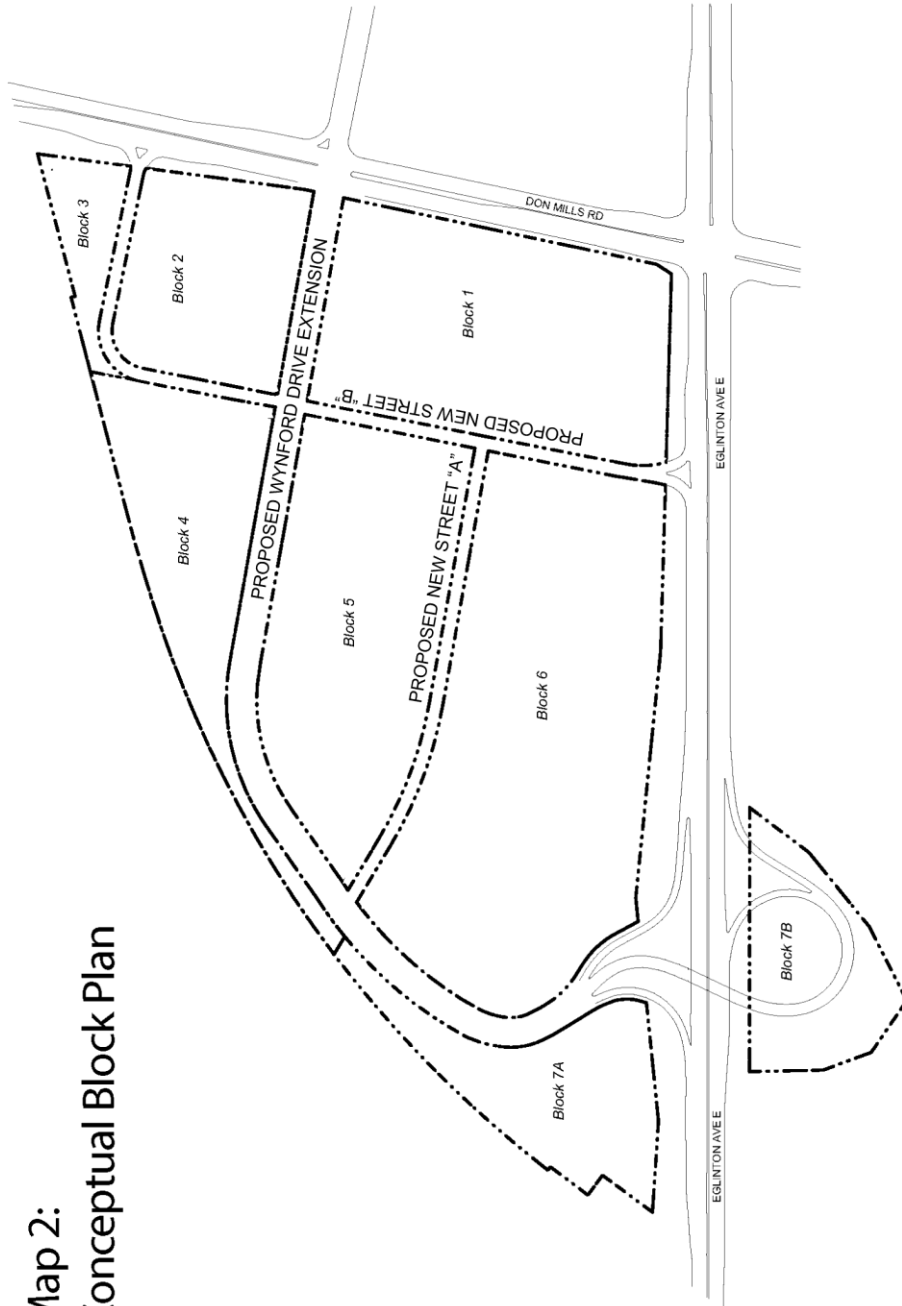 Map 2:
Conceptual Block Plan
Block 3
Block 2
DON MILLS RD
PROPOSED WYNFORD DRIVE EXTENSION
Block 1
PROPOSED NEW STREET "B"
Block 4
Block 5
PROPOSED NEW STREET "A"
EGLINTON AVE E
Block 6
Block 7B
Block 7A
EGLINTON AVE E